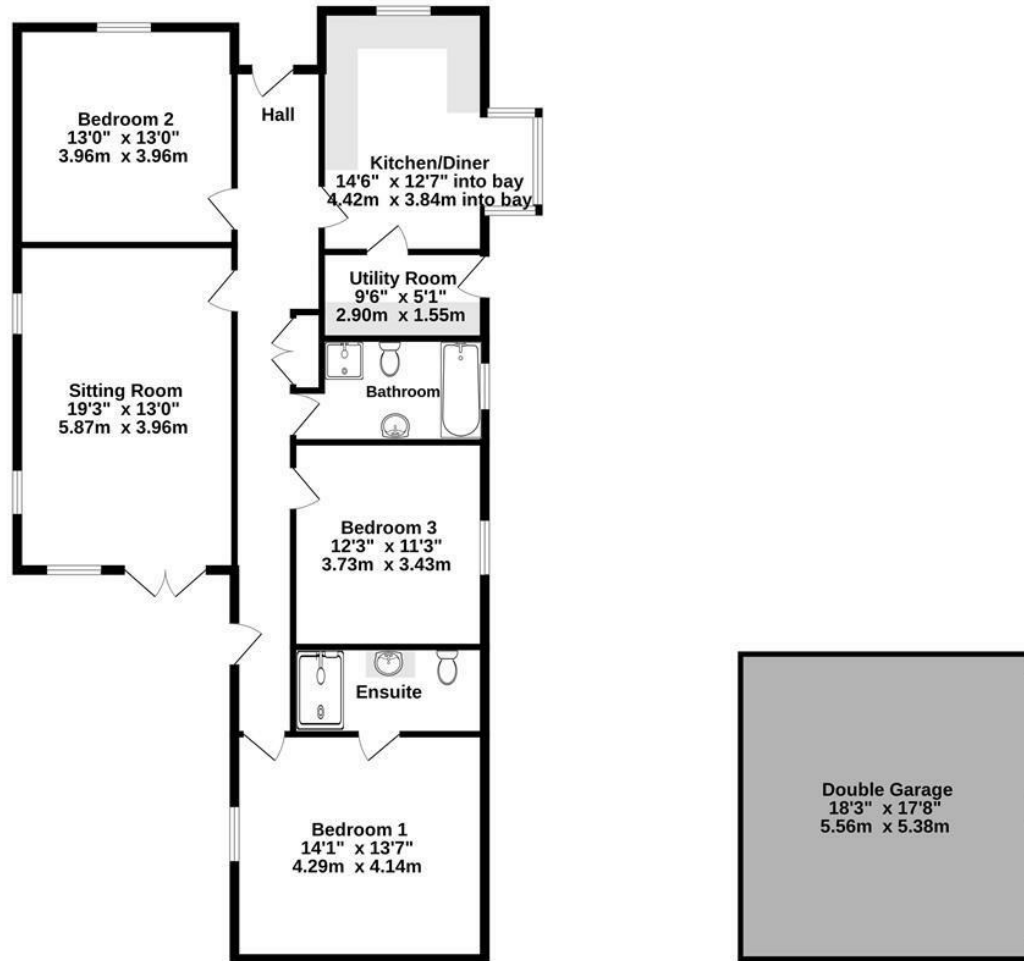 Bedroom 2
13'0" x 13'0"
3.96m x 3.96m
Hall
Kitchen/Diner
14'6" x 12'7" into bay
4.42m x 3.84m into bay
Utility Room
9'6" x 5'1"
2.90m x 1.55m
Sitting Room
19'3" x 13'0"
5.87m x 3.96m
Bathroom
Bedroom 3
12'3" x 11'3"
3.73m x 3.43m
Ensuite
Bedroom 1
14'1" x 13'7"
4.29m x 4.14m
Double Garage
18'3" x 17'8"
5.56m x 5.38m